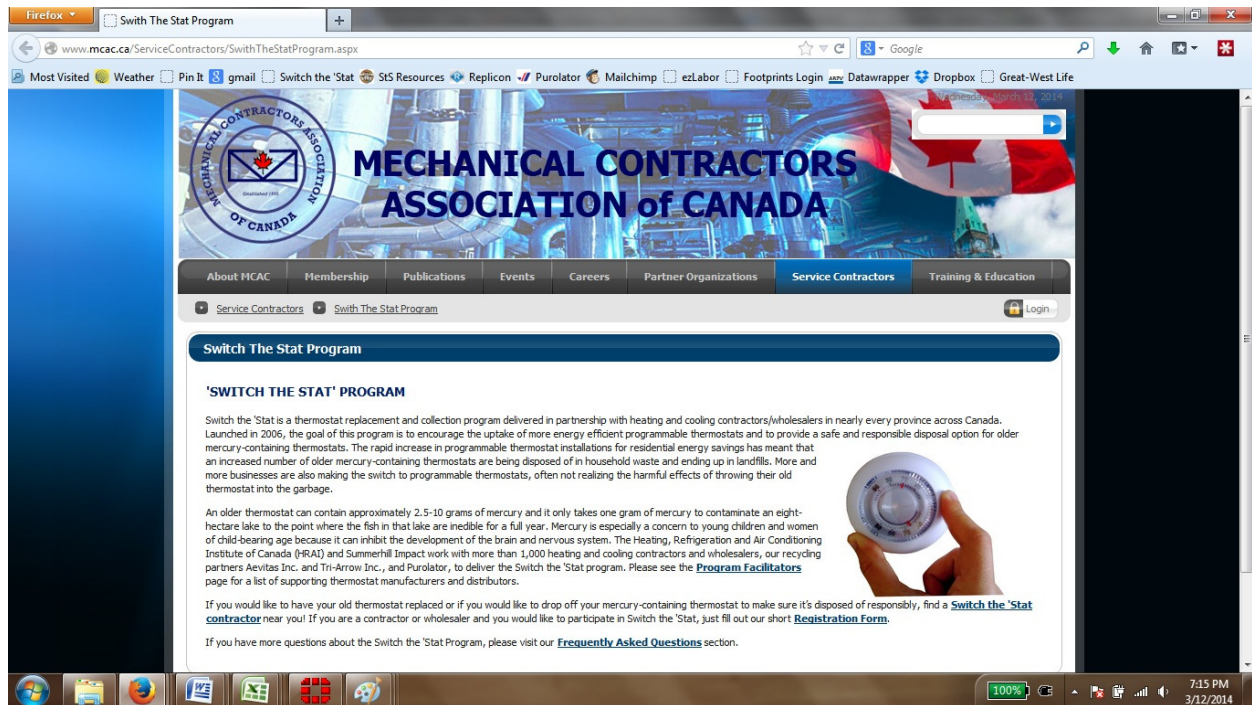 Firefox
Swith The Stat Program
www.mcac.ca/ServiceContractors/SwithTheStatProgram.aspx
Google
Most Visited Weather Pin It gmail Switch the 'Stat StS Resources Replicon Purolator Mailchimp ezLabor Footprints Login Datawrapper Dropbox Great-West Life
Wednesday, March 12, 2014
MECHANICAL CONTRACTORS ASSOCIATION
OF CANADA
MECHANICAL CONTRACTORS
ASSOCIATION of CANADA
About MCAC Membership Publications Events Careers Partner Organizations Service Contractors Training & Education
Service Contractors Swith The Stat Program Login
Switch The Stat Program
'SWITCH THE STAT' PROGRAM
Switch the 'Stat is a thermostat replacement and collection program delivered in partnership with heating and cooling contractors/wholesalers in nearly every province across Canada.
Launched in 2006, the goal of this program is to encourage the uptake of more energy efficient programmable thermostats and to provide a safe and responsible disposal option for older
mercury-containing thermostats. The rapid increase in programmable thermostat installations for residential energy savings has meant that
an increased number of older mercury-containing thermostats are being disposed of in household waste and ending up in landfills. More and
more businesses are also making the switch to programmable thermostats, often not realizing the harmful effects of throwing their old
thermostat into the garbage.
An older thermostat can contain approximately 2.5-10 grams of mercury and it only takes one gram of mercury to contaminate an eight-
hectare lake to the point where the fish in that lake are inedible for a full year. Mercury is especially a concern to young children and women
of child-bearing age because it can inhibit the development of the brain and nervous system. The Heating, Refrigeration and Air Conditioning
Institute of Canada (HRAI) and Summerhill Impact work with more than 1,000 heating and cooling contractors and wholesalers, our recycling
partners Aevitas Inc. and Tri-Arrow Inc., and Purolator, to deliver the Switch the 'Stat program. Please see the Program Facilitators
page for a list of supporting thermostat manufacturers and distributors.
If you would like to have your old thermostat replaced or if you would like to drop off your mercury-containing thermostat to make sure it's disposed of responsibly, find a Switch the 'Stat
contractor near you! If you are a contractor or wholesaler and you would like to participate in Switch the 'Stat, just fill out our short Registration Form.
If you have more questions about the Switch the 'Stat Program, please visit our Frequently Asked Questions section.
100%
7:15 PM
3/12/2014